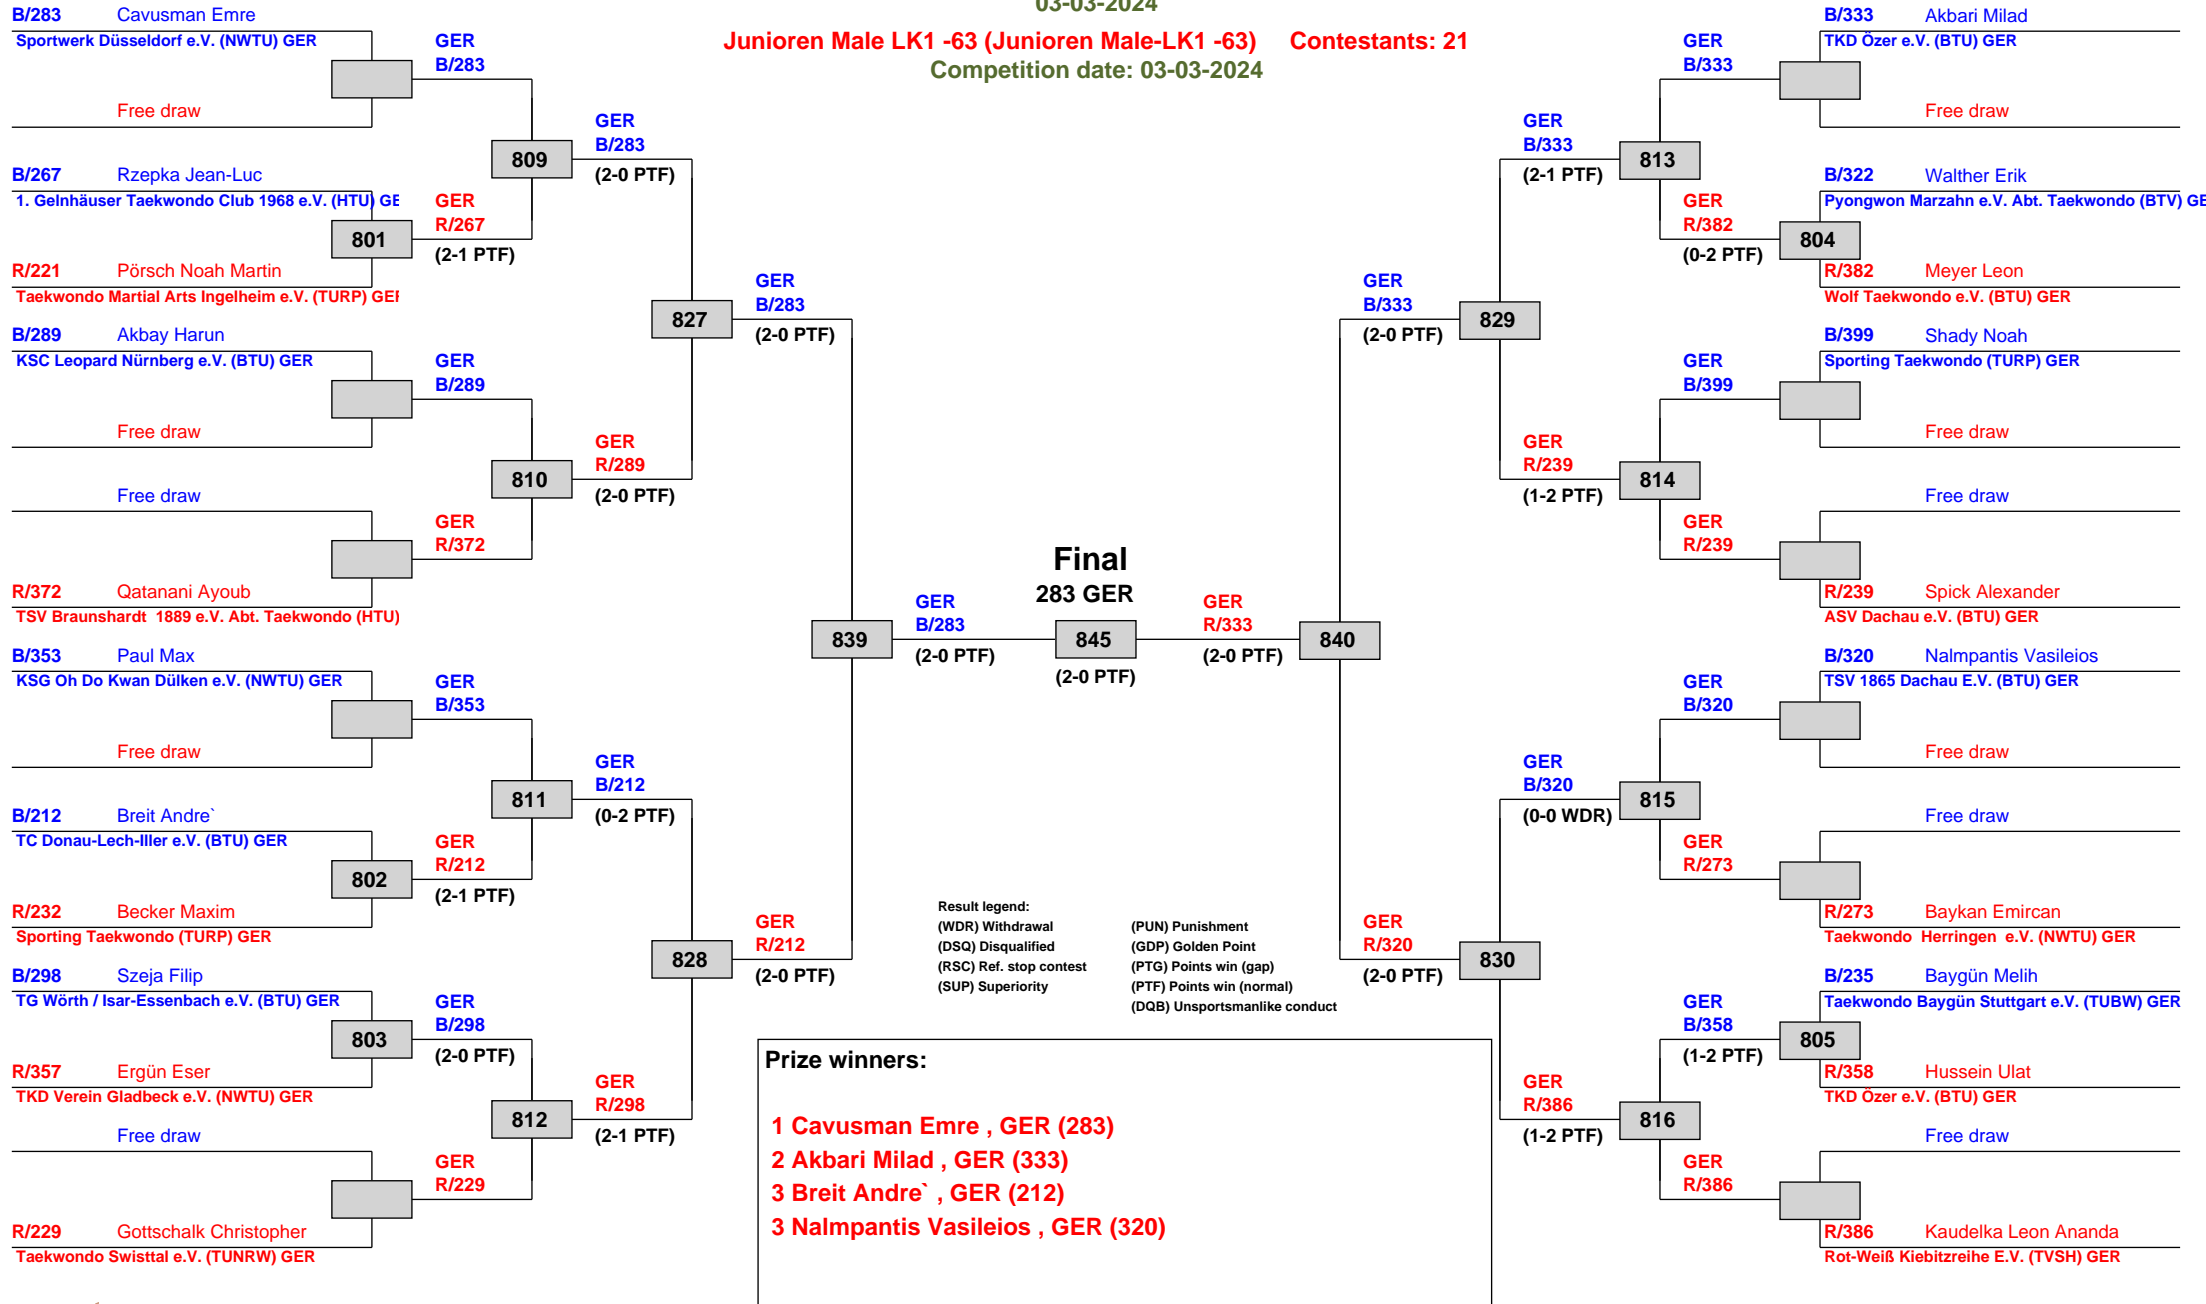 03-03-2024
Junioren Male LK1 -63 (Junioren Male-LK1 -63) Contestants: 21
Competition date: 03-03-2024
B/283 Cavusman Emre
Sportwerk Düsseldorf e.V. (NWTU) GER
Free draw
B/267 Rzepka Jean-Luc
1. Gelnhäuser Taekwondo Club 1968 e.V. (HTU) GE
801
R/221 Pörsch Noah Martin
Taekwondo Martial Arts Ingelheim e.V. (TURP) GER
B/289 Akbay Harun
KSC Leopard Nürnberg e.V. (BTU) GER
Free draw
Free draw
R/372 Qatanani Ayoub
TSV Braunshardt 1889 e.V. Abt. Taekwondo (HTU)
B/353 Paul Max
KSG Oh Do Kwan Dülken e.V. (NWTU) GER
Free draw
B/212 Breit Andre`
TC Donau-Lech-Iller e.V. (BTU) GER
802
R/232 Becker Maxim
Sporting Taekwondo (TURP) GER
B/298 Szeja Filip
TG Wörth / Isar-Essenbach e.V. (BTU) GER
803
R/357 Ergün Eser
TKD Verein Gladbeck e.V. (NWTU) GER
Free draw
R/229 Gottschalk Christopher
Taekwondo Swisttal e.V. (TUNRW) GER
GER
B/283
809
GER
R/267
(2-1 PTF)
GER
B/289
810
GER
R/372
GER
B/353
811
GER
R/212
(2-1 PTF)
GER
B/298
(2-0 PTF)
812
GER
R/229
GER
B/283
(2-0 PTF)
827
GER
R/289
(2-0 PTF)
GER
B/212
(0-2 PTF)
828
GER
R/298
(2-1 PTF)
GER
B/283
(2-0 PTF)
839
GER
R/212
(2-0 PTF)
GER
B/283
(2-0 PTF)
Final
283 GER
845
(2-0 PTF)
GER
R/333
(2-0 PTF)
840
GER
B/333
(2-0 PTF)
829
GER
R/320
(2-0 PTF)
830
GER
B/333
(2-1 PTF)
813
GER
R/239
(1-2 PTF)
814
GER
B/320
(0-0 WDR)
815
GER
R/386
(1-2 PTF)
816
GER
B/333
GER
R/382
(0-2 PTF)
GER
B/399
GER
R/239
GER
B/320
GER
R/273
GER
B/358
(1-2 PTF)
GER
R/386
B/333 Akbari Milad
TKD Özer e.V. (BTU) GER
Free draw
B/322 Walther Erik
Pyongwon Marzahn e.V. Abt. Taekwondo (BTV) GE
804
R/382 Meyer Leon
Wolf Taekwondo e.V. (BTU) GER
B/399 Shady Noah
Sporting Taekwondo (TURP) GER
Free draw
Free draw
R/239 Spick Alexander
ASV Dachau e.V. (BTU) GER
B/320 Nalmpantis Vasileios
TSV 1865 Dachau E.V. (BTU) GER
Free draw
Free draw
R/273 Baykan Emircan
Taekwondo Herringen e.V. (NWTU) GER
B/235 Baygün Melih
Taekwondo Baygün Stuttgart e.V. (TUBW) GER
805
R/358 Hussein Ulat
TKD Özer e.V. (BTU) GER
Free draw
R/386 Kaudelka Leon Ananda
Rot-Weiß Kiebitzreihe E.V. (TVSH) GER
Result legend:
(WDR) Withdrawal
(DSQ) Disqualified
(RSC) Ref. stop contest
(SUP) Superiority
(PUN) Punishment
(GDP) Golden Point
(PTG) Points win (gap)
(PTF) Points win (normal)
(DQB) Unsportsmanlike conduct
Prize winners:
1 Cavusman Emre , GER (283)
2 Akbari Milad , GER (333)
3 Breit Andre` , GER (212)
3 Nalmpantis Vasileios , GER (320)